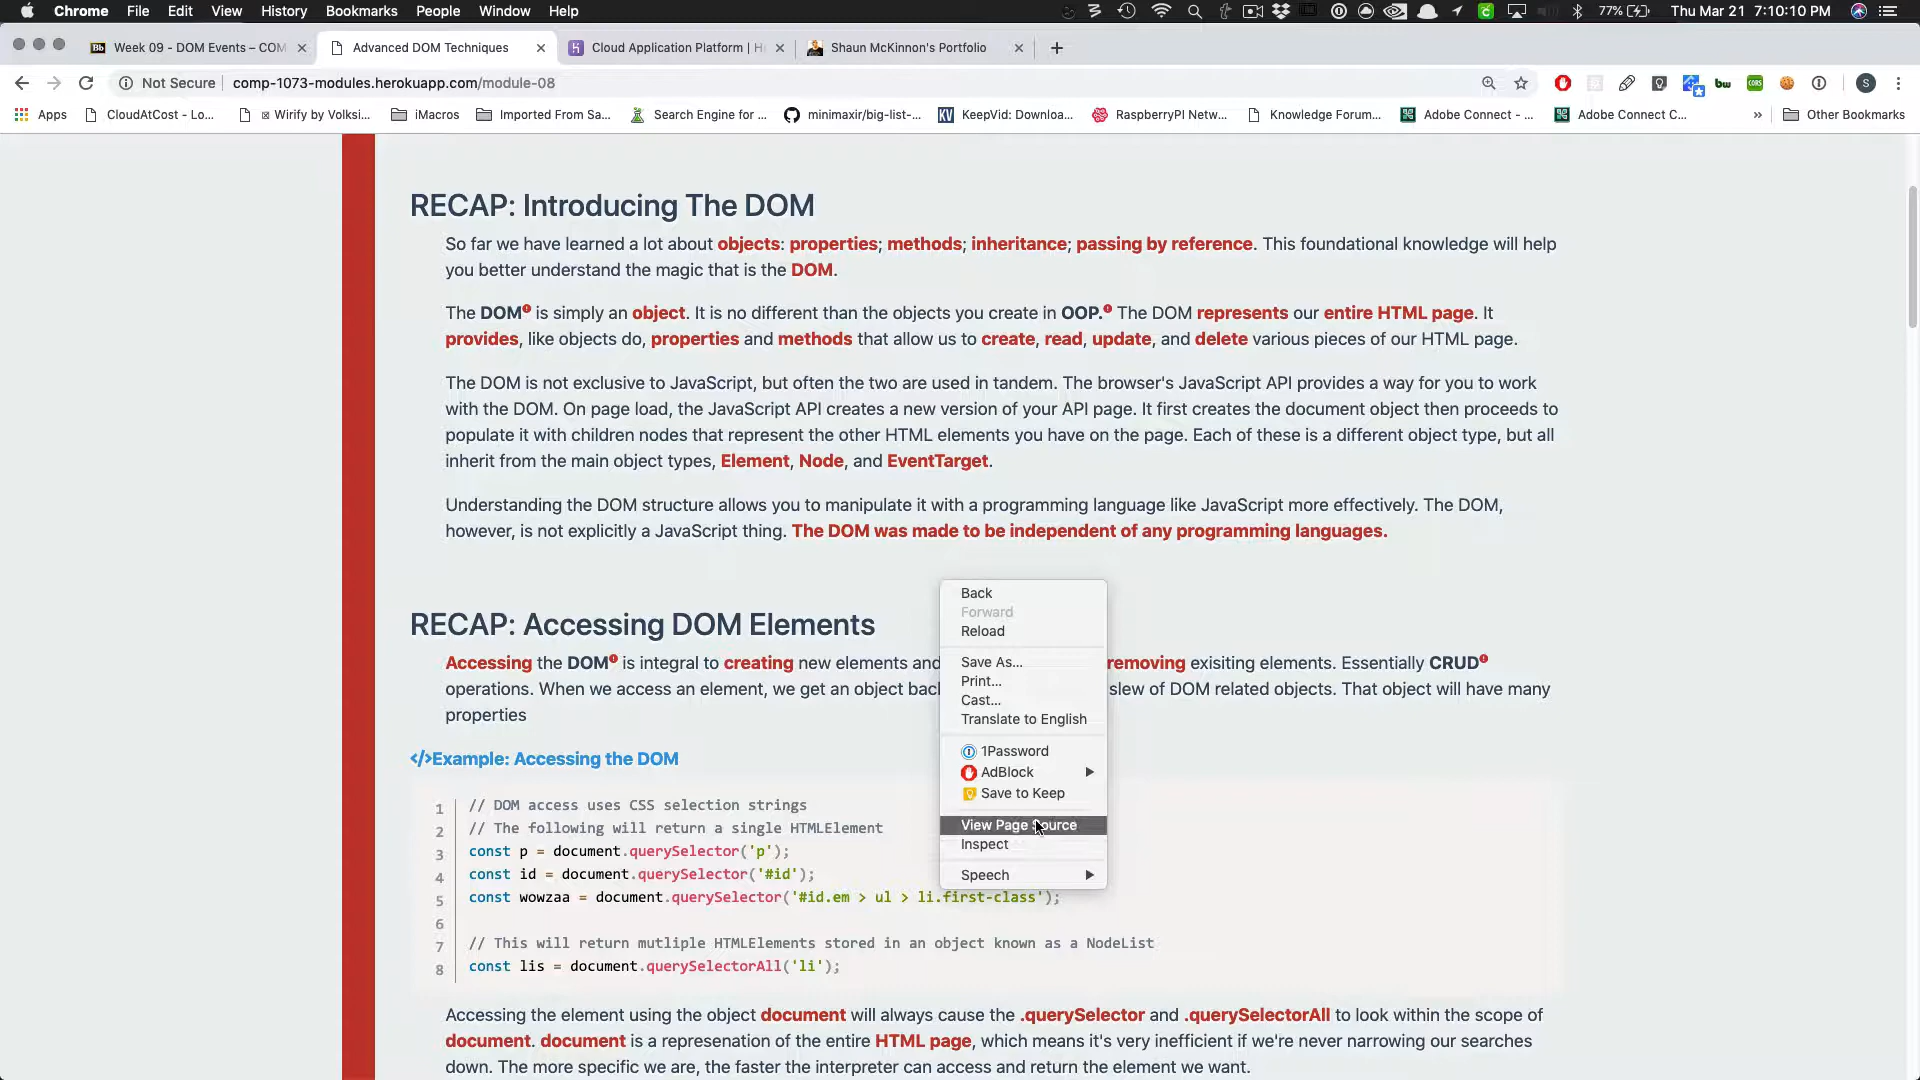 Chrome File Edit View History Bookmarks People Window Help 77% Thu Mar 21 7:10:10 PM
Week 09 - DOM Events – COM Advanced DOM Techniques Cloud Application Platform | H Shaun McKinnon's Portfolio
Not Secure comp-1073-modules.herokuapp.com/module-08
Apps CloudAtCost - Lo... Wirify by Volksi... iMacros Imported From Sa... Search Engine for ... minimaxir/big-list-... KeepVid: Downloa... RaspberryPI Netw... Knowledge Forum... Adobe Connect - ... Adobe Connect C... » Other Bookmarks
RECAP: Introducing The DOM
So far we have learned a lot about objects: properties; methods; inheritance; passing by reference. This foundational knowledge will help
you better understand the magic that is the DOM.
The DOM is simply an object. It is no different than the objects you create in OOP. The DOM represents our entire HTML page. It
provides, like objects do, properties and methods that allow us to create, read, update, and delete various pieces of our HTML page.
The DOM is not exclusive to JavaScript, but often the two are used in tandem. The browser's JavaScript API provides a way for you to work
with the DOM. On page load, the JavaScript API creates a new version of your API page. It first creates the document object then proceeds to
populate it with children nodes that represent the other HTML elements you have on the page. Each of these is a different object type, but all
inherit from the main object types, Element, Node, and EventTarget.
Understanding the DOM structure allows you to manipulate it with a programming language like JavaScript more effectively. The DOM,
however, is not explicitly a JavaScript thing. The DOM was made to be independent of any programming languages.
RECAP: Accessing DOM Elements
Accessing the DOM is integral to creating new elements and removing exisiting elements. Essentially CRUD
operations. When we access an element, we get an object back slew of DOM related objects. That object will have many
properties
Back
Forward
Reload
Save As...
Print...
Cast...
Translate to English
1Password
AdBlock
Save to Keep
View Page Source
Inspect
Speech
</>Example: Accessing the DOM
1 // DOM access uses CSS selection strings
2 // The following will return a single HTMLElement
3 const p = document.querySelector('p');
4 const id = document.querySelector('#id');
5 const wowzaa = document.querySelector('#id.em > ul > li.first-class');
6
7 // This will return mutliple HTMLElements stored in an object known as a NodeList
8 const lis = document.querySelectorAll('li');
Accessing the element using the object document will always cause the .querySelector and .querySelectorAll to look within the scope of
document. document is a represenation of the entire HTML page, which means it's very inefficient if we're never narrowing our searches
down. The more specific we are, the faster the interpreter can access and return the element we want.